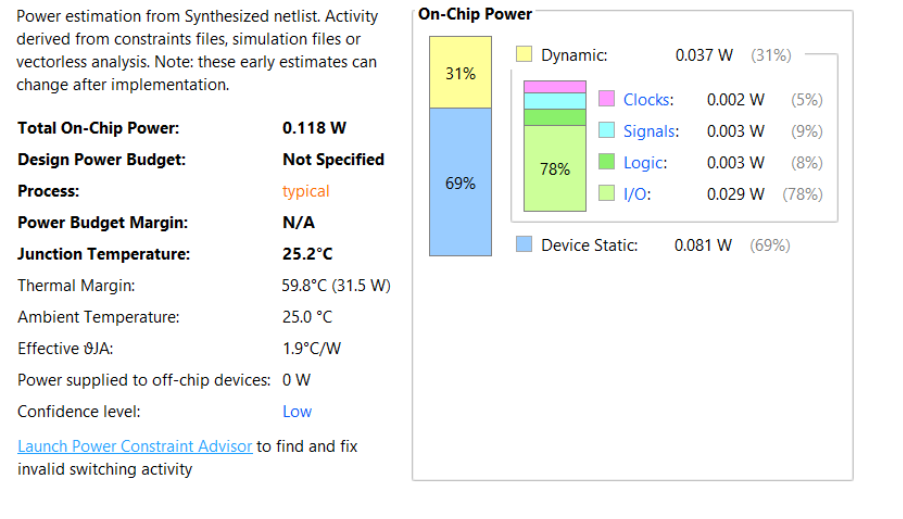 Power estimation from Synthesized netlist. Activity
derived from constraints files, simulation files or
vectorless analysis. Note: these early estimates can
change after implementation.
Total On-Chip Power: 0.118 W
Design Power Budget: Not Specified
Process: typical
Power Budget Margin: N/A
Junction Temperature: 25.2°C
Thermal Margin: 59.8°C (31.5 W)
Ambient Temperature: 25.0 °C
Effective ϑJA: 1.9°C/W
Power supplied to off-chip devices: 0 W
Confidence level: Low
Launch Power Constraint Advisor to find and fix
invalid switching activity
On-Chip Power
31%
69%
Dynamic: 0.037 W (31%)
78%
Clocks: 0.002 W (5%)
Signals: 0.003 W (9%)
Logic: 0.003 W (8%)
I/O: 0.029 W (78%)
Device Static: 0.081 W (69%)